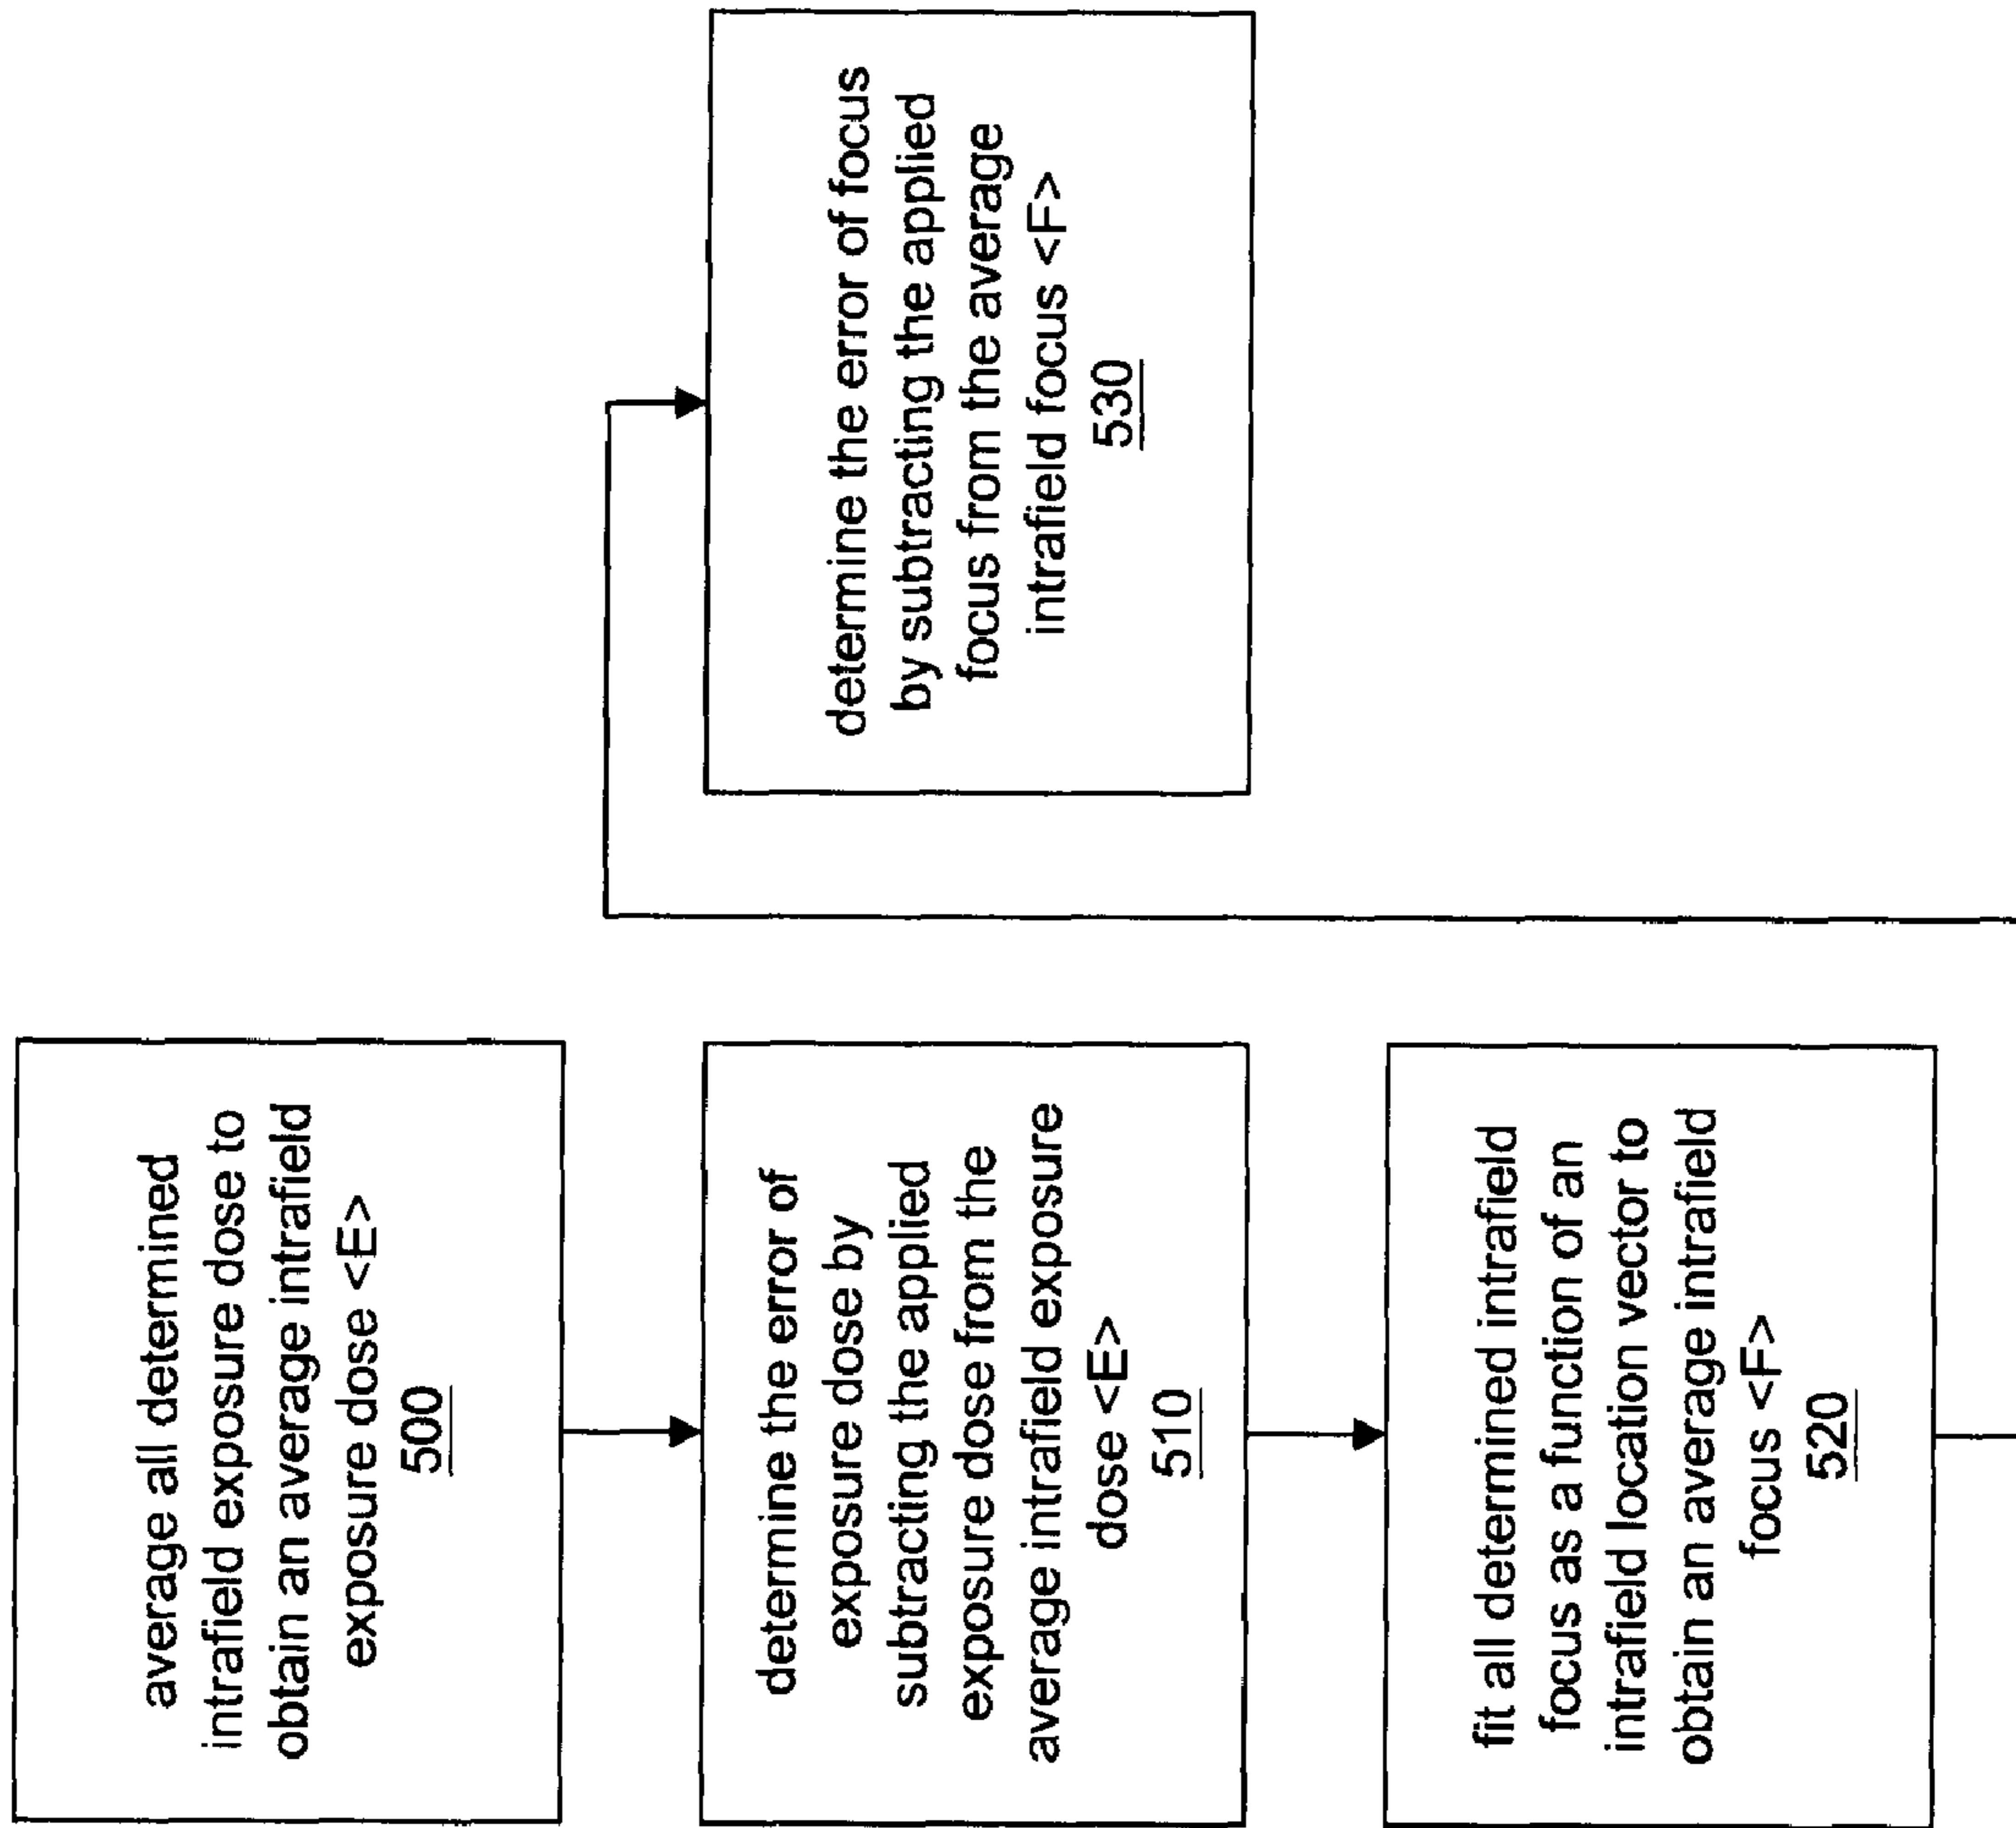 average all determined
intrafield exposure dose to
obtain an average intrafield
exposure dose <E>
500
determine the error of
exposure dose by
subtracting the applied
exposure dose from the
average intrafield exposure
dose <E>
510
fit all determined intrafield
focus as a function of an
intrafield location vector to
obtain an average intrafield
focus <F>
520
determine the error of focus
by subtracting the applied
focus from the average
intrafield focus <F>
530